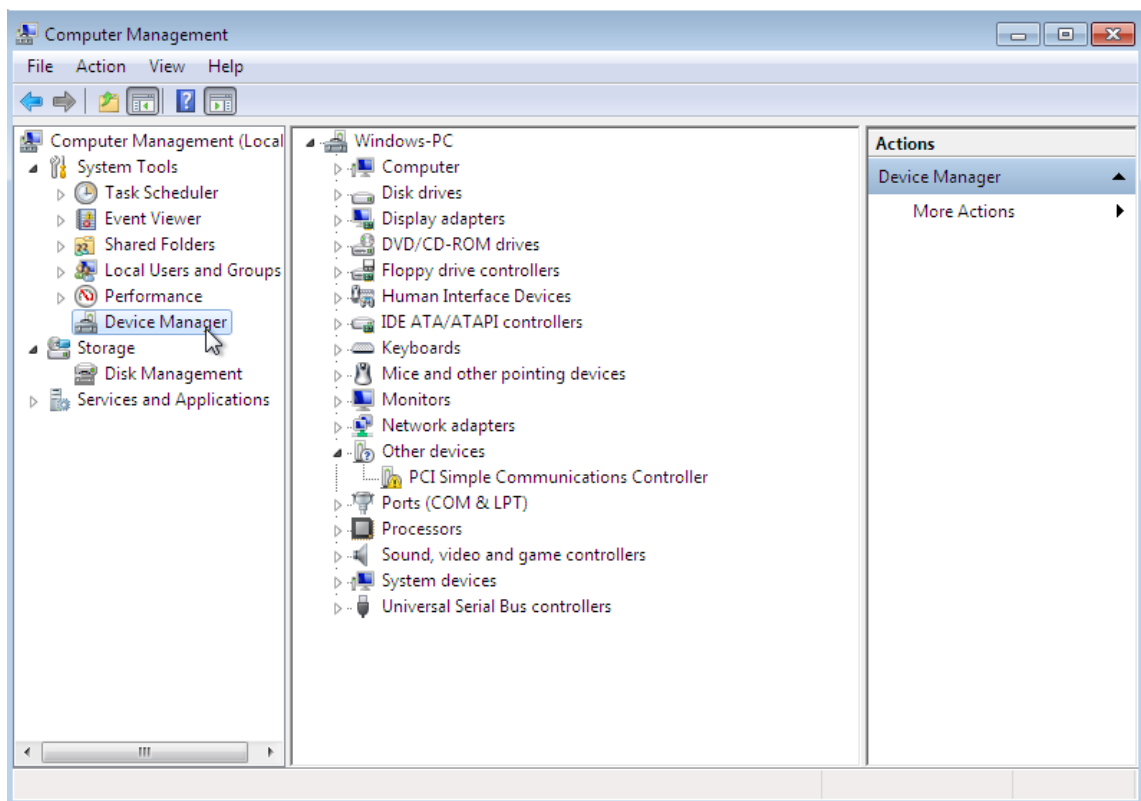 Computer Management
File Action View Help
Computer Management (Local
System Tools
Task Scheduler
Event Viewer
Shared Folders
Local Users and Groups
Performance
Device Manager
Storage
Disk Management
Services and Applications
Windows-PC
Computer
Disk drives
Display adapters
DVD/CD-ROM drives
Floppy drive controllers
Human Interface Devices
IDE ATA/ATAPI controllers
Keyboards
Mice and other pointing devices
Monitors
Network adapters
Other devices
PCI Simple Communications Controller
Ports (COM & LPT)
Processors
Sound, video and game controllers
System devices
Universal Serial Bus controllers
Actions
Device Manager
More Actions